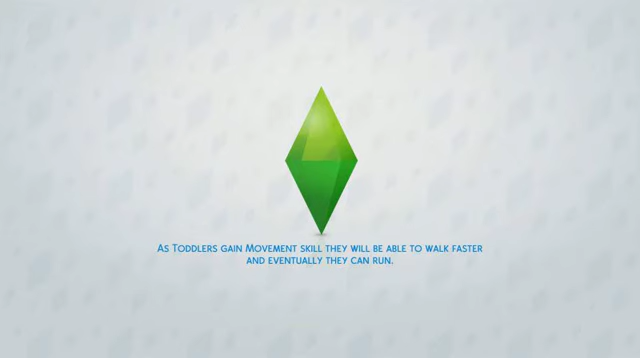 As Toddlers gain Movement skill they will be able to walk faster
and eventually they can run.